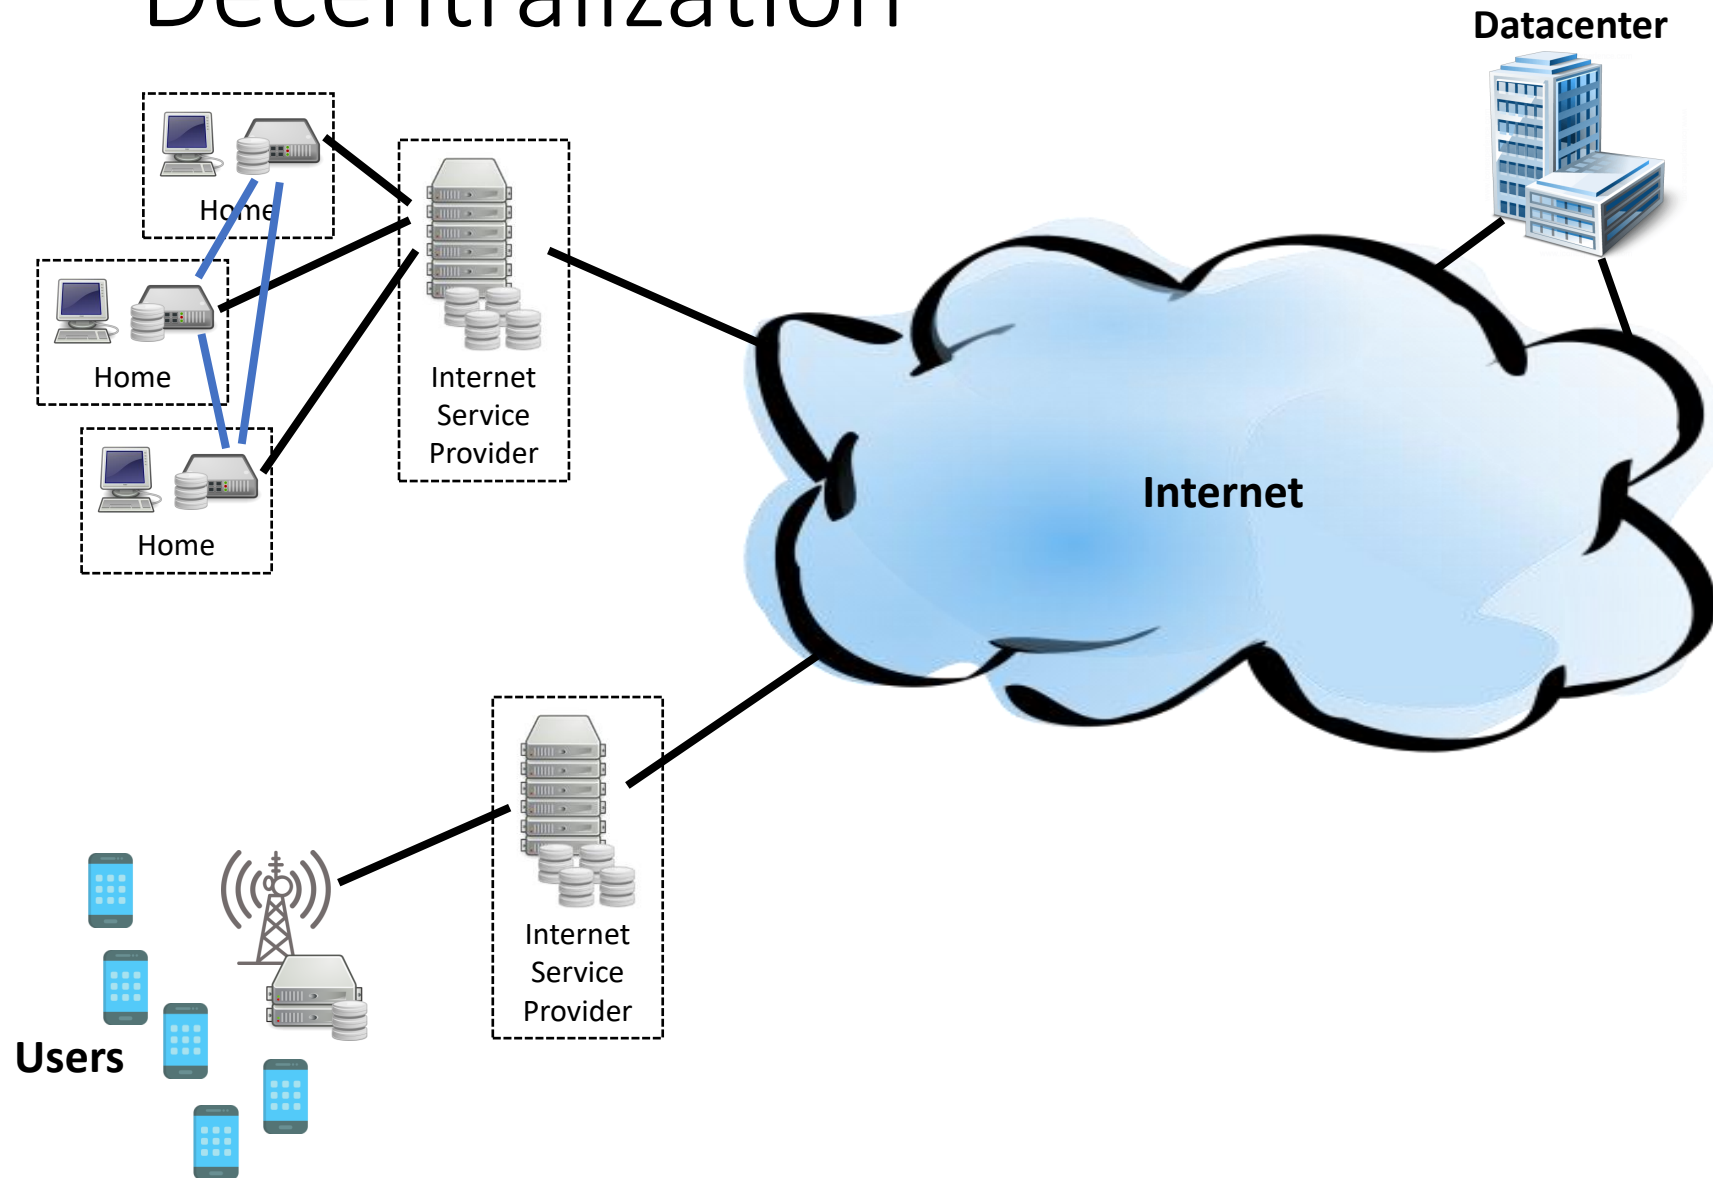 Decentralization
Datacenter
Home
Home
Home
Internet
Service
Provider
Internet
Internet
Service
Provider
Users